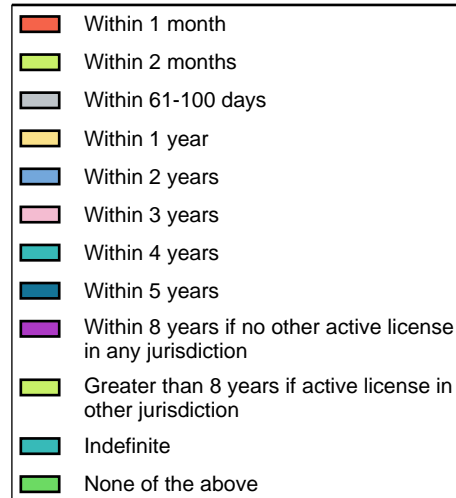 Within 1 month
Within 2 months
Within 61-100 days
Within 1 year
Within 2 years
Within 3 years
Within 4 years
Within 5 years
Within 8 years if no other active license
in any jurisdiction
Greater than 8 years if active license in
other jurisdiction
Indefinite
None of the above